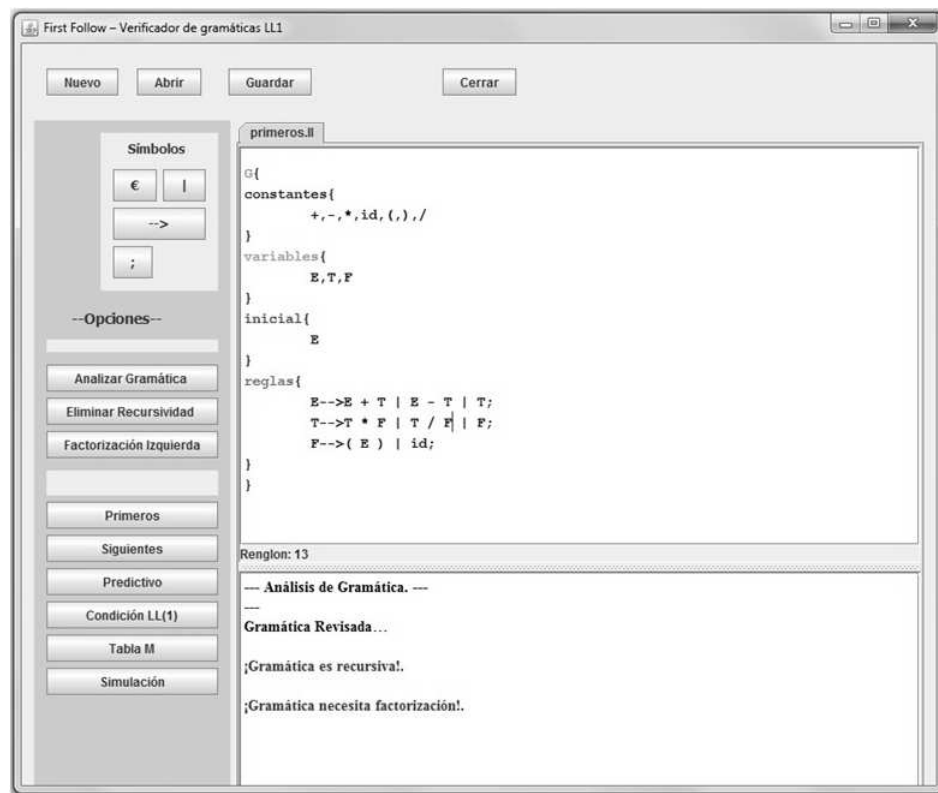 First Follow – Verificador de gramáticas LL1
Nuevo Abrir Guardar Cerrar
Símbolos
€ |
-->
;
--Opciones--
Analizar Gramática
Eliminar Recursividad
Factorización Izquierda
Primeros
Siguientes
Predictivo
Condición LL(1)
Tabla M
Simulación
primeros.ll
G{
constantes{
+,-,*,id,(,),/
}
variables{
E,T,F
}
inicial{
E
}
reglas{
E-->E + T | E - T | T;
T-->T * F | T / F | F;
F-->( E ) | id;
}
}
Renglon: 13
--- Análisis de Gramática. ---
---
Gramática Revisada...
¡Gramática es recursiva!.
¡Gramática necesita factorización!.